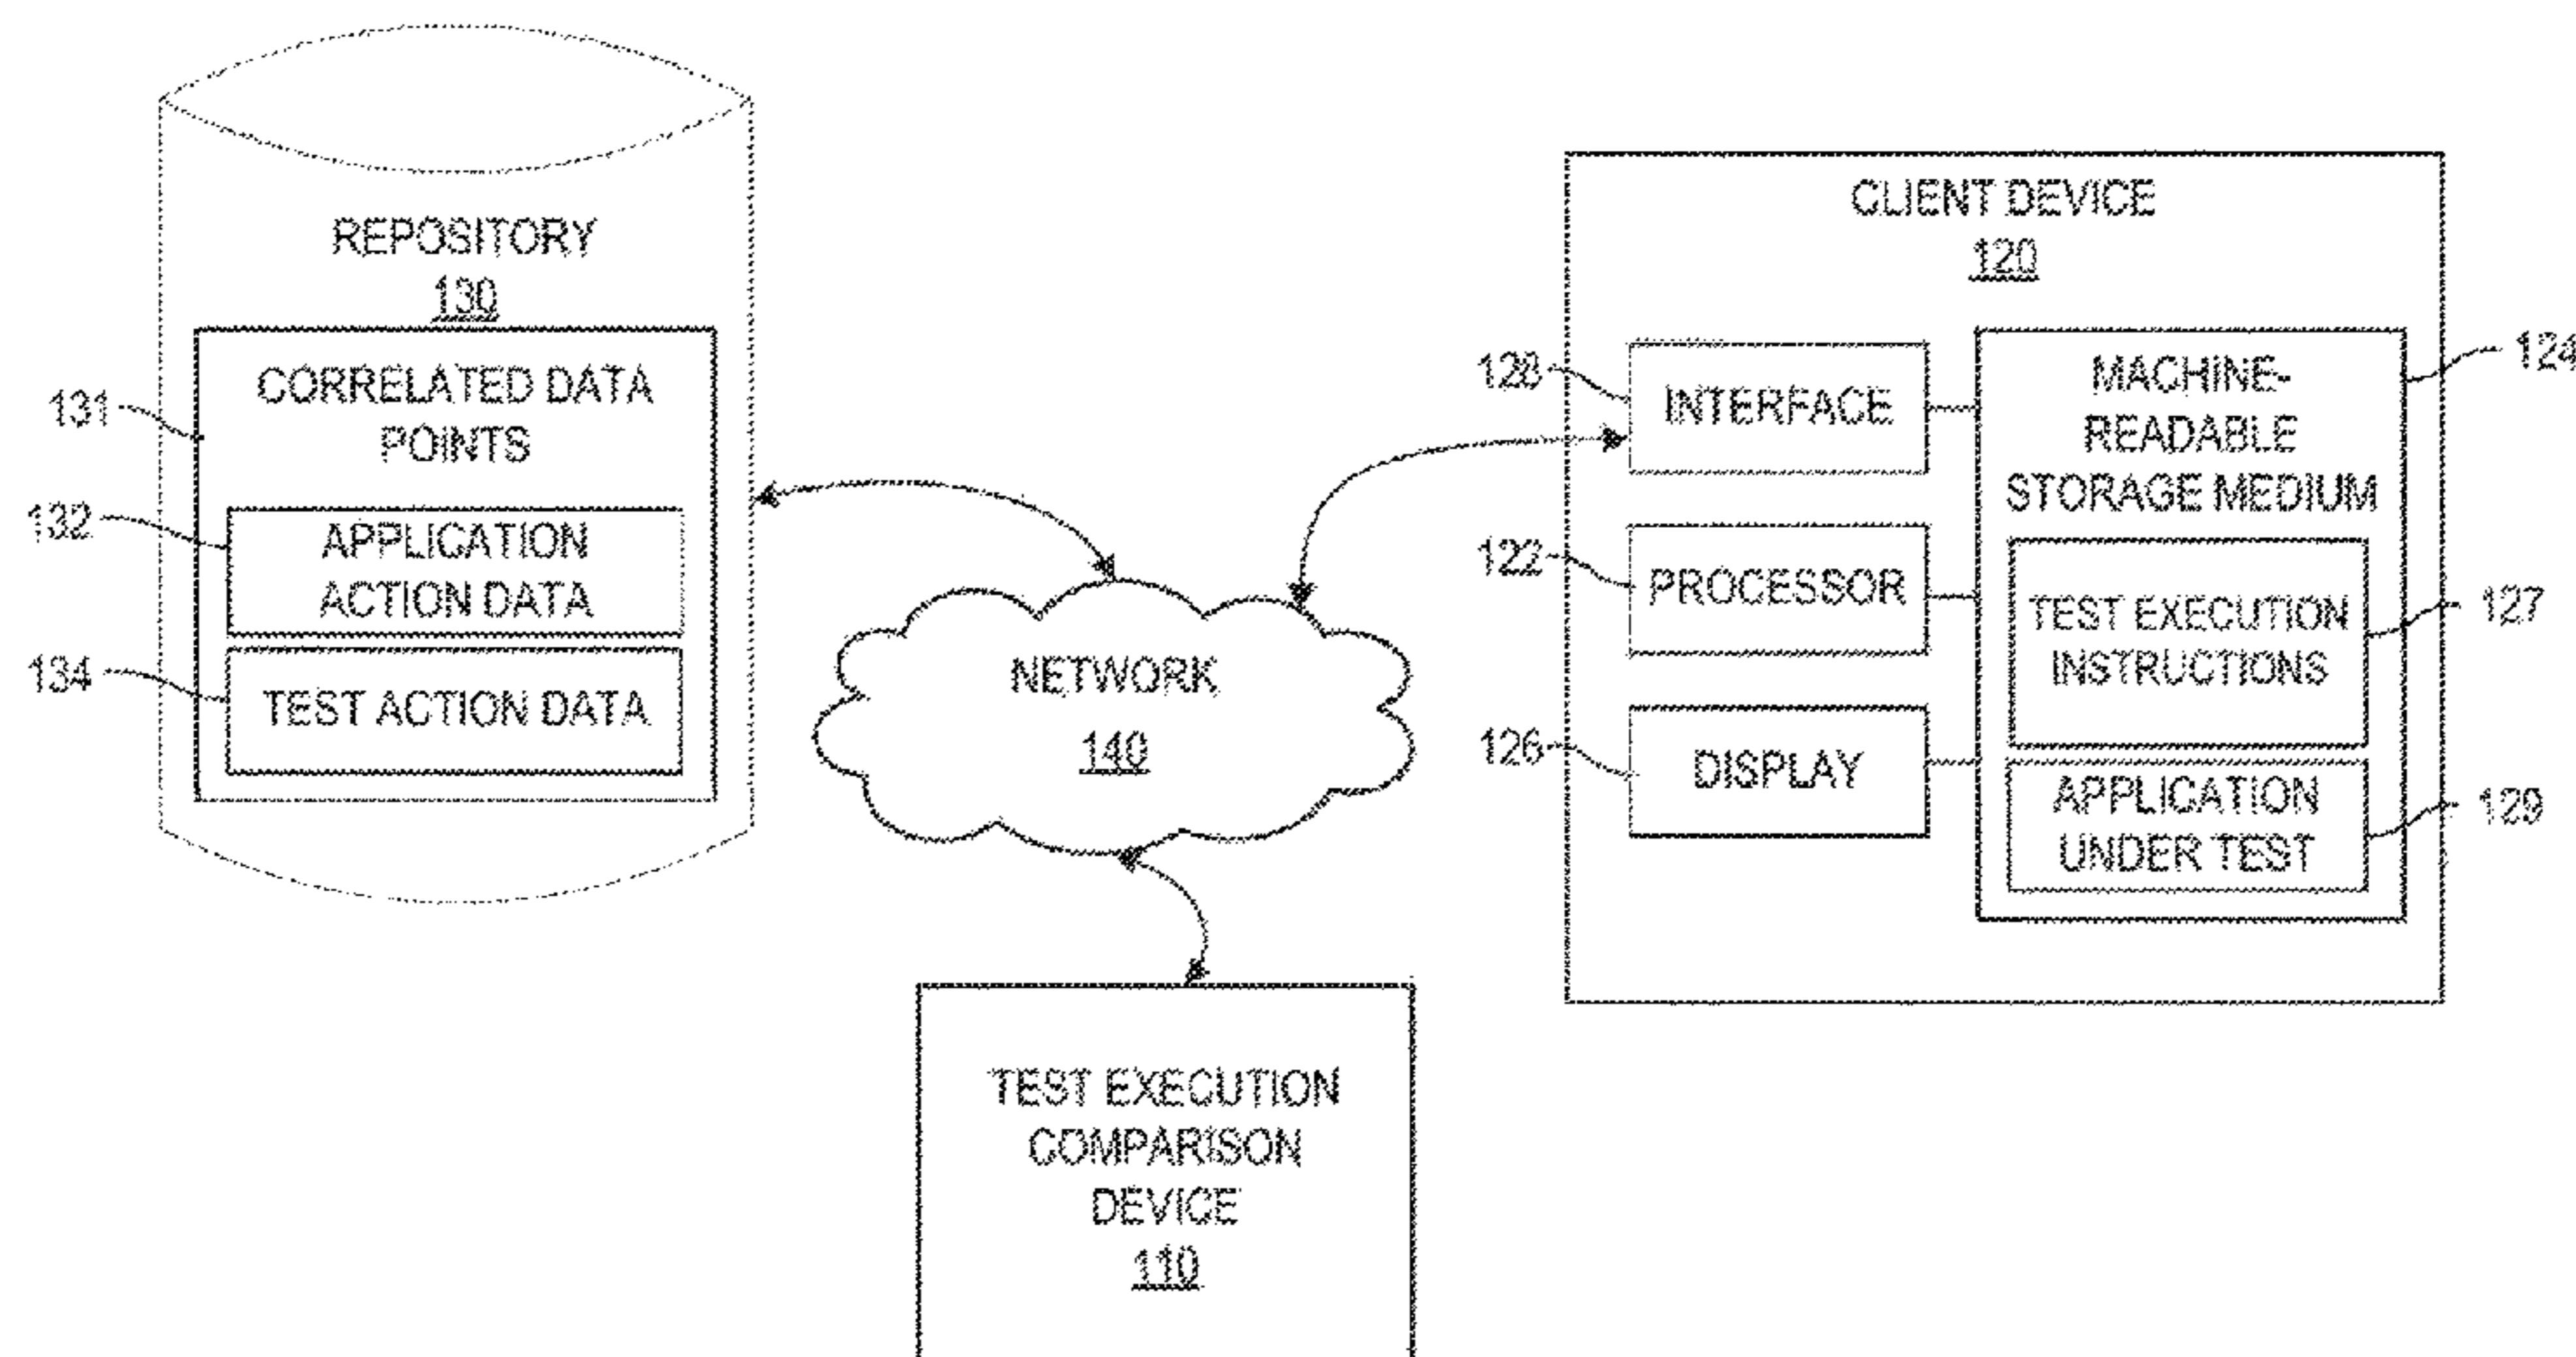 REPOSITORY
130
131
CORRELATED DATA
POINTS
132
APPLICATION
ACTION DATA
134
TEST ACTION DATA
NETWORK
140
CLIENT DEVICE
120
128
INTERFACE
122
PROCESSOR
126
DISPLAY
124
MACHINE-
READABLE
STORAGE MEDIUM
127
TEST EXECUTION
INSTRUCTIONS
129
APPLICATION
UNDER TEST
TEST EXECUTION
COMPARISON
DEVICE
110